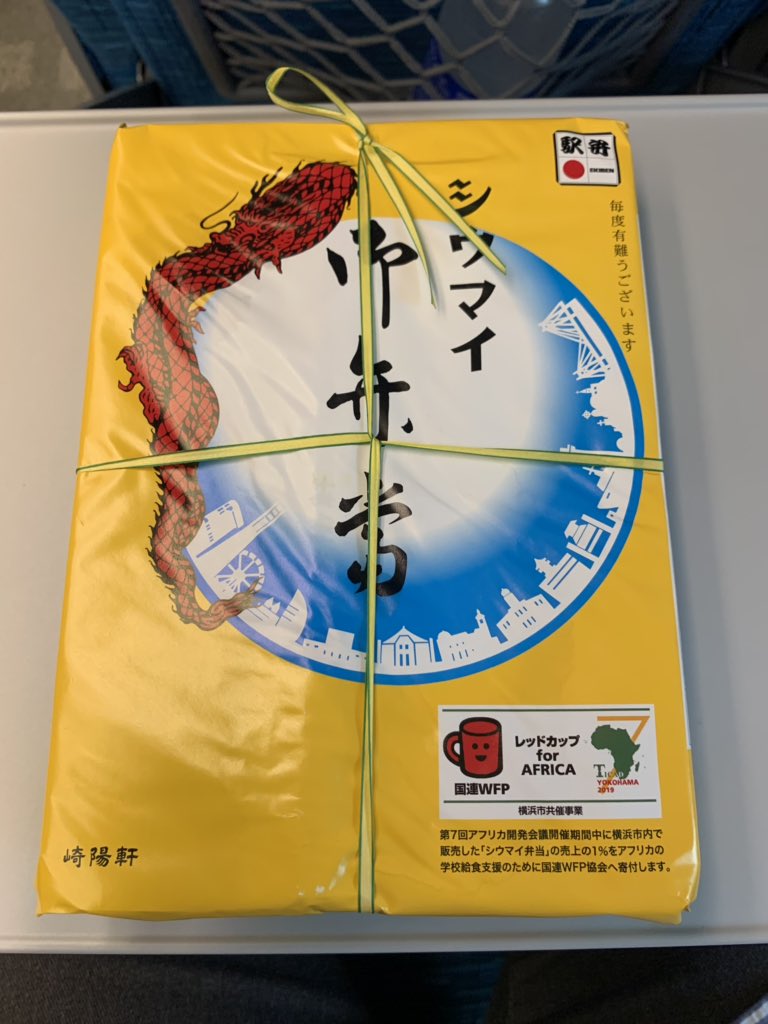 駅弁
EKIBEN
毎度有難うございます
シウマイ
御弁当
レッドカップ
for
AFRICA
国連WFP
7
TICAD
YOKOHAMA
2019
横浜市共催事業
第7回アフリカ開発会議開催期間中に横浜市内で
販売した「シウマイ弁当」の売上の1%をアフリカの
学校給食支援のために国連WFP協会へ寄付します。
崎陽軒